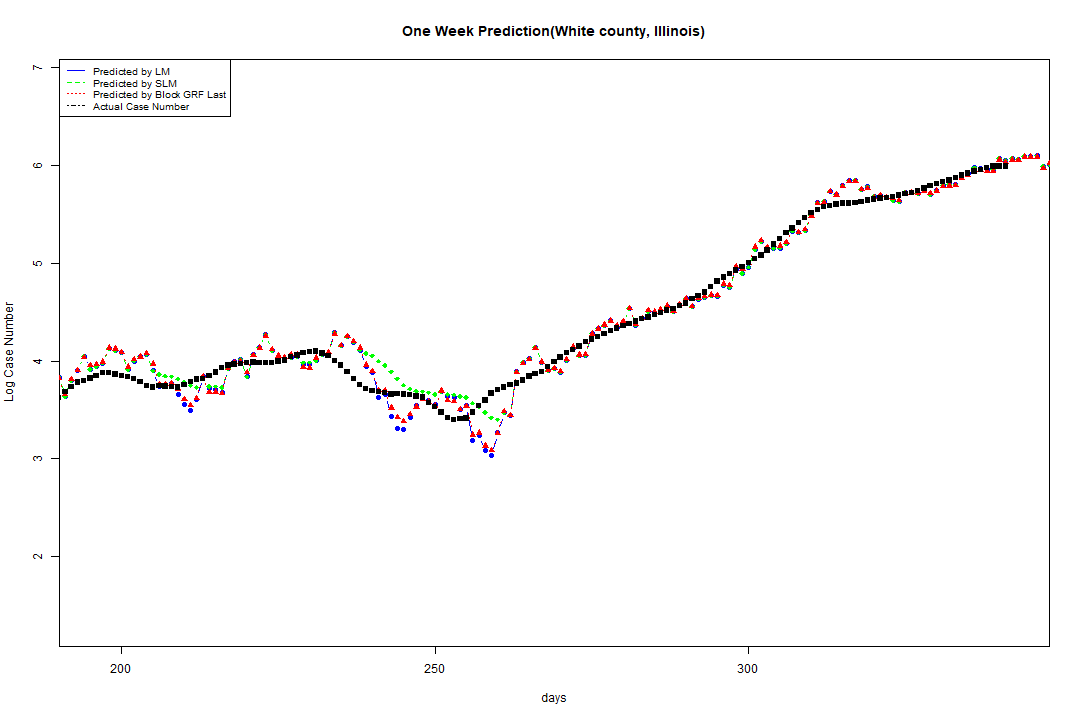 One Week Prediction(White county, Illinois)
Predicted by LM
Predicted by SLM
Predicted by Block GRF Last
Actual Case Number
7
6
5
4
3
2
Log Case Number
200 250 300
days